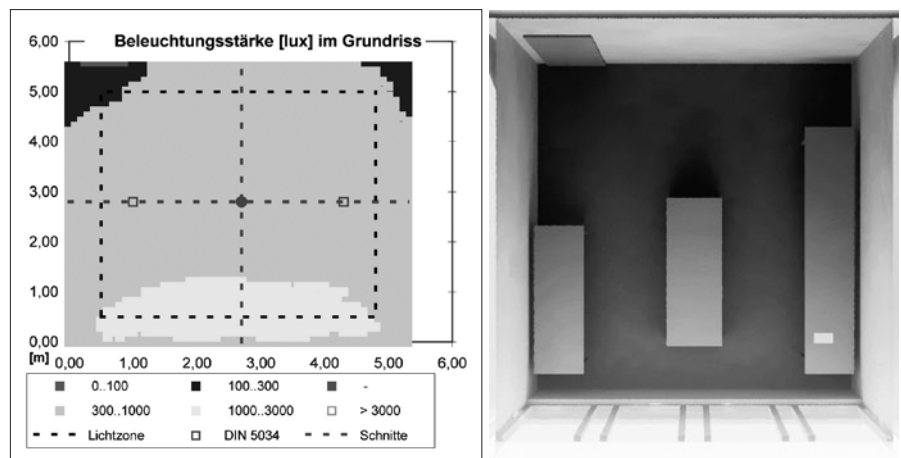 Beleuchtungsstärke [lux] im Grundriss
6,00
5,00
4,00
3,00
2,00
1,00
0,00
[m] 0,00 1,00 2,00 3,00 4,00 5,00 6,00
0..100 100..300 -
300..1000 1000..3000 > 3000
Lichtzone DIN 5034 Schnitte